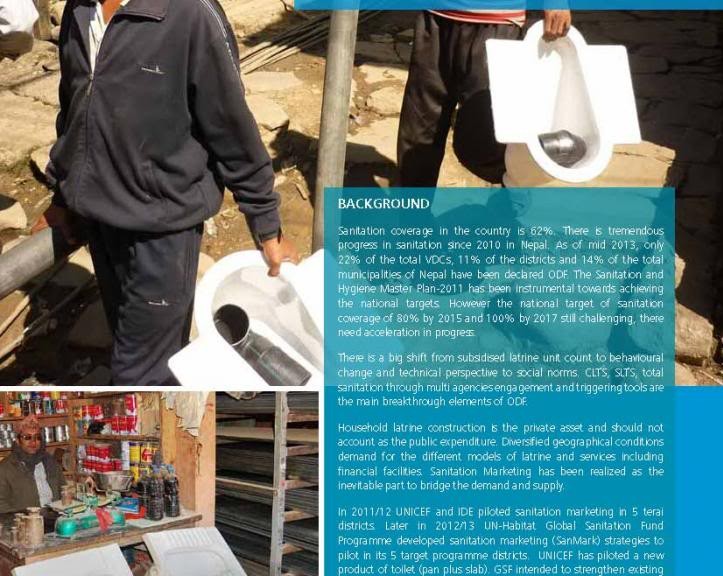 BACKGROUND
Sanitation coverage in the country is 62%. There is tremendous
progress in sanitation since 2010 in Nepal. As of mid 2013, only
22% of the total VDCs, 11% of the districts and 14% of the total
municipalities of Nepal have been declared ODF. The Sanitation and
Hygiene Master Plan-2011 has been instrumental towards achieving
the national targets. However the national target of sanitation
coverage of 80% by 2015 and 100% by 2017 still challenging, there
need acceleration in progress.
There is a big shift from subsidised latrine unit count to behavioural
change and technical perspective to social norms. CLTS, SLTS, total
sanitation through multi agencies engagement and triggering tools are
the main breakthrough elements of ODF.
Household latrine construction is the private asset and should not
account as the public expenditure. Diversified geographical conditions
demand for the different models of latrine and services including
financial facilities. Sanitation Marketing has been realized as the
inevitable part to bridge the demand and supply.
In 2011/12 UNICEF and IDE piloted sanitation marketing in 5 terai
districts. Later in 2012/13 UN-Habitat Global Sanitation Fund
Programme developed sanitation marketing (SanMark) strategies to
pilot in its 5 target programme districts. UNICEF has piloted a new
product of toilet (pan plus slab). GSF intended to strengthen existing